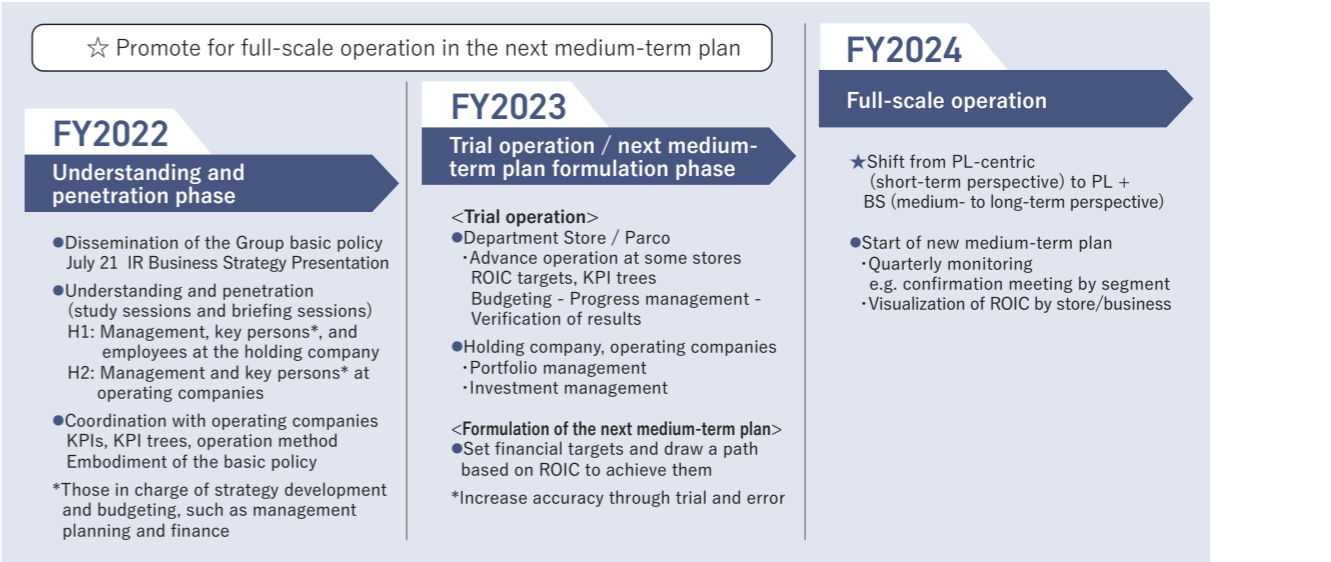 ☆ Promote for full-scale operation in the next medium-term plan
FY2022
Understanding and
penetration phase
●Dissemination of the Group basic policy
July 21 IR Business Strategy Presentation
●Understanding and penetration
(study sessions and briefing sessions)
H1: Management, key persons*, and
employees at the holding company
H2: Management and key persons* at
operating companies
●Coordination with operating companies
KPIs, KPI trees, operation method
Embodiment of the basic policy
*Those in charge of strategy development
and budgeting, such as management
planning and finance
FY2023
Trial operation / next medium-
term plan formulation phase
<Trial operation>
●Department Store / Parco
・Advance operation at some stores
ROIC targets, KPI trees
Budgeting - Progress management -
Verification of results
●Holding company, operating companies
・Portfolio management
・Investment management
<Formulation of the next medium-term plan>
●Set financial targets and draw a path
based on ROIC to achieve them
*Increase accuracy through trial and error
FY2024
Full-scale operation
★Shift from PL-centric
(short-term perspective) to PL +
BS (medium- to long-term perspective)
●Start of new medium-term plan
・Quarterly monitoring
e.g. confirmation meeting by segment
・Visualization of ROIC by store/business